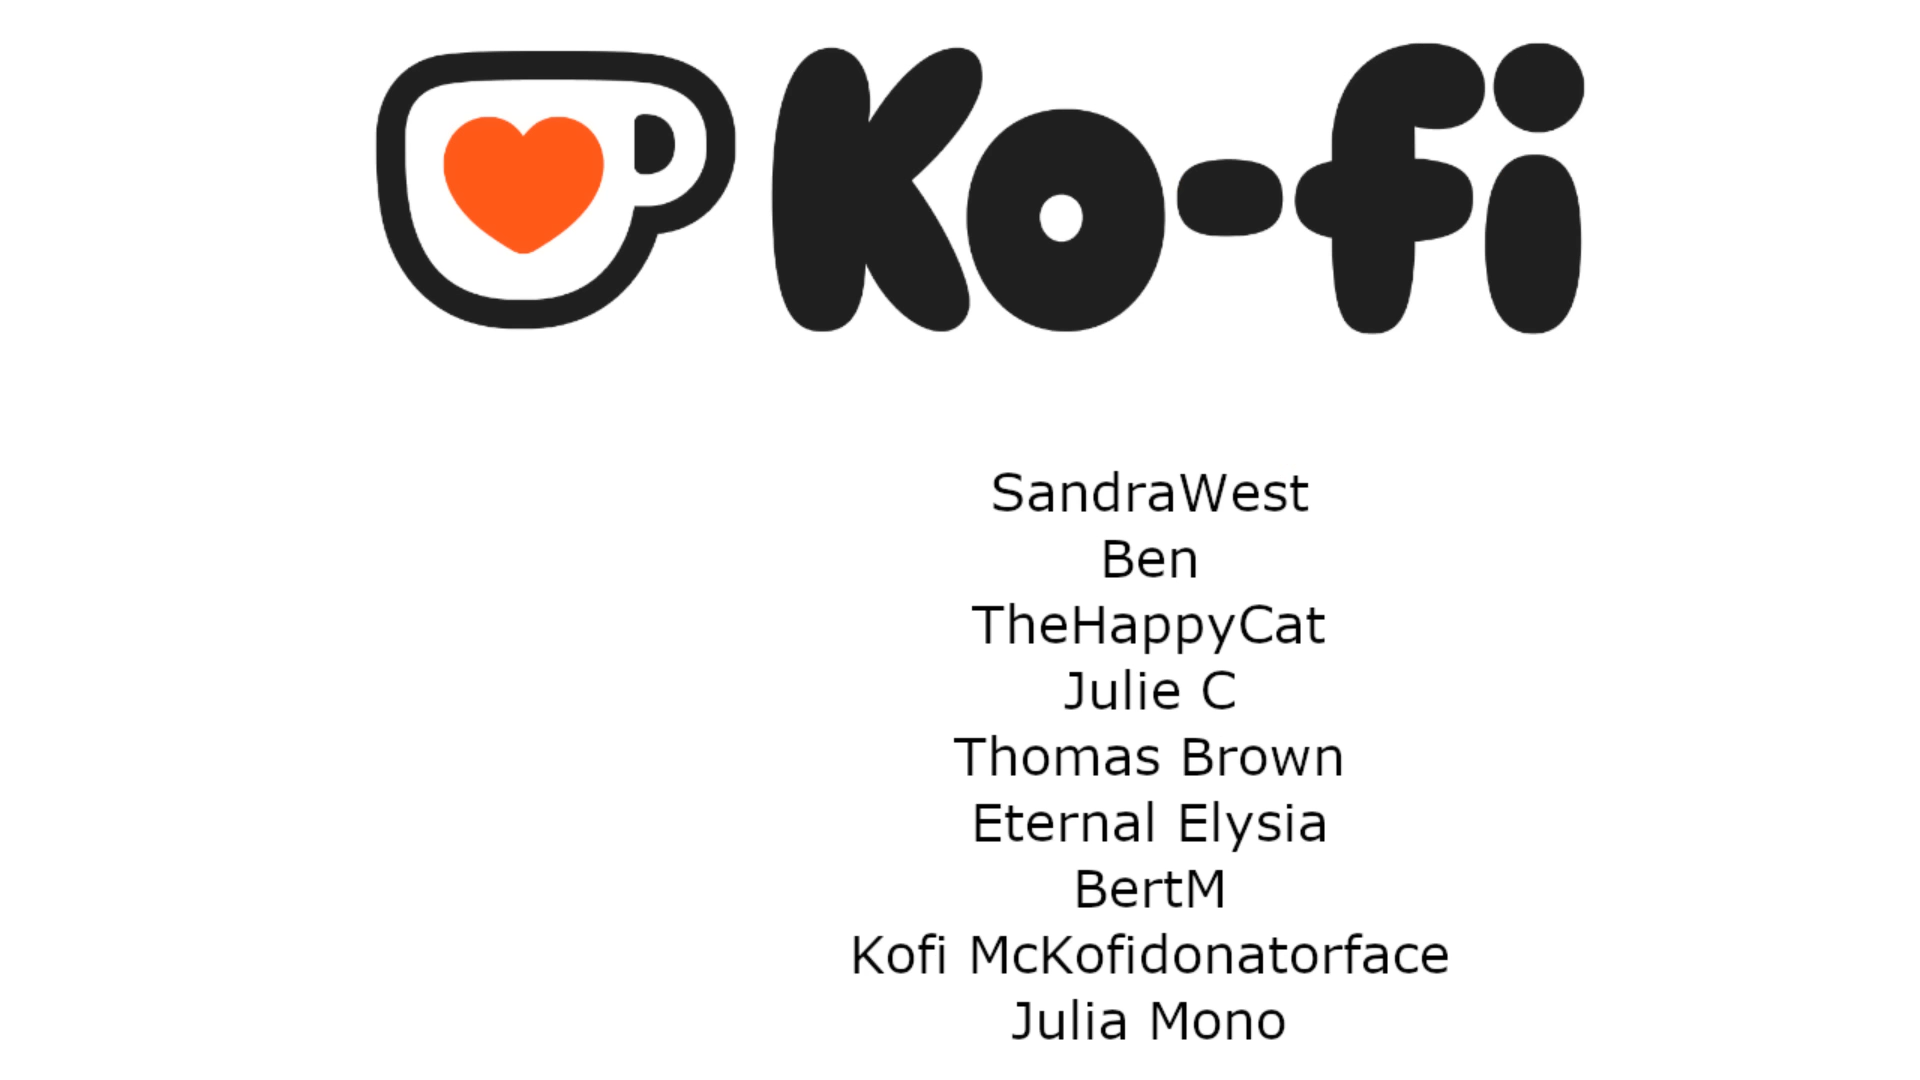 Ko-fi
SandraWest
Ben
TheHappyCat
Julie C
Thomas Brown
Eternal Elysia
BertM
Kofi McKofidonatorface
Julia Mono